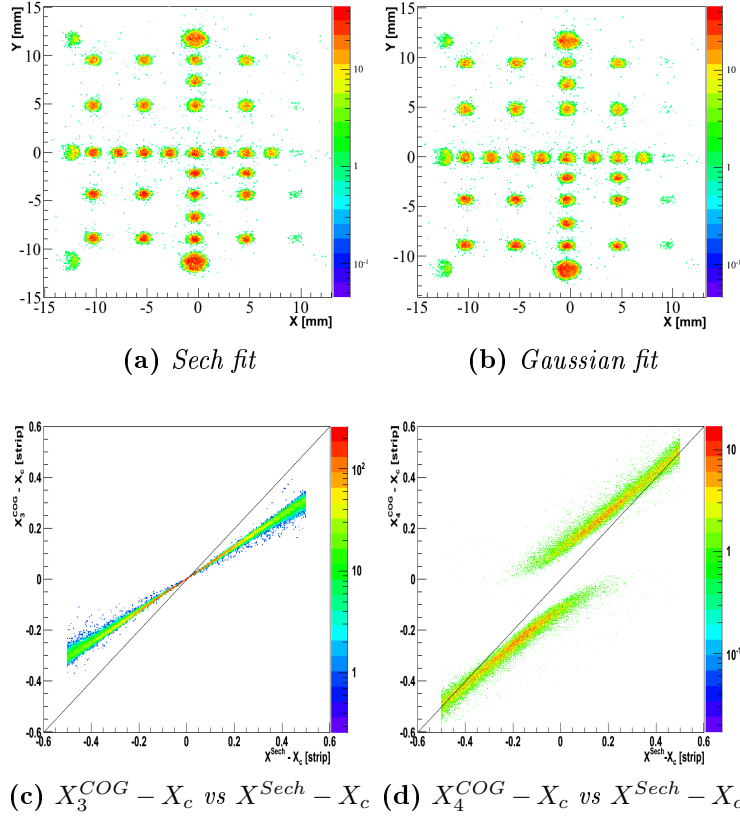 Y [mm]
15
10
5
0
-5
-10
-15
-15 -10 -5 0 5 10
X [mm]
10
1
10⁻¹
(a) Sech fit
Y [mm]
15
10
5
0
-5
-10
-15
-10 -5 0 5 10
X [mm]
10
1
10⁻¹
(b) Gaussian fit
X₃^COG - X_c [strip]
0.6
0.4
0.2
0
-0.2
-0.4
-0.6
-0.6 -0.4 -0.2 0 0.2 0.4 0.6
X^Sech - X_c [strip]
10²
10
1
(c) X₃^COG − X_c vs X^Sech − X_c
X₄^COG - X_c [strip]
0.6
0.4
0.2
0
-0.2
-0.4
-0.6
-0.6 -0.4 -0.2 0 0.2 0.4 0.6
X^Sech-X_c [strip]
10
1
10⁻¹
(d) X₄^COG − X_c vs X^Sech − X_c